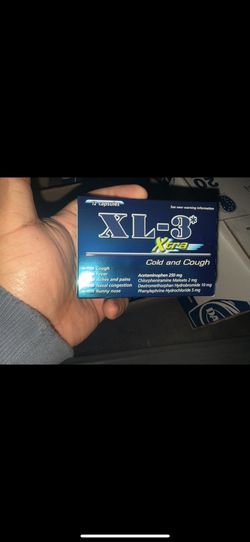 12 capsules
See new warning information
XL-3*
Xtra
Cold and Cough
Cough
Fever
Aches and pains
Nasal congestion
Runny nose
Acetaminophen 250 mg
Chlorpheniramine Maleate 2 mg
Dextromethorphan Hydrobromide 10 mg
Phenylephrine Hydrochloride 5 mg